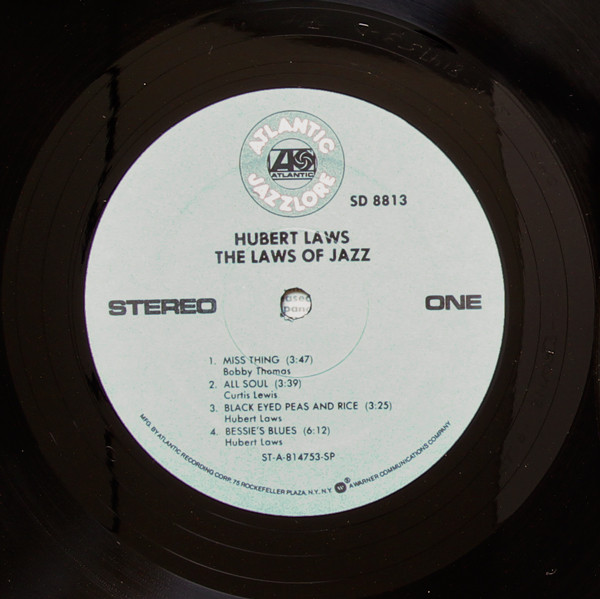 ATLANTIC
ATLANTIC
JAZZLORE
SD 8813
HUBERT LAWS
THE LAWS OF JAZZ
STEREO
ONE
1. MISS THING (3:47)
Bobby Thomas
2. ALL SOUL (3:39)
Curtis Lewis
3. BLACK EYED PEAS AND RICE (3:25)
Hubert Laws
4. BESSIE'S BLUES (6:12)
Hubert Laws
ST-A-814753-SP
MFG. BY ATLANTIC RECORDING CORP. 75 ROCKEFELLER PLAZA, N.Y., N.Y. W A WARNER COMMUNICATIONS COMPANY